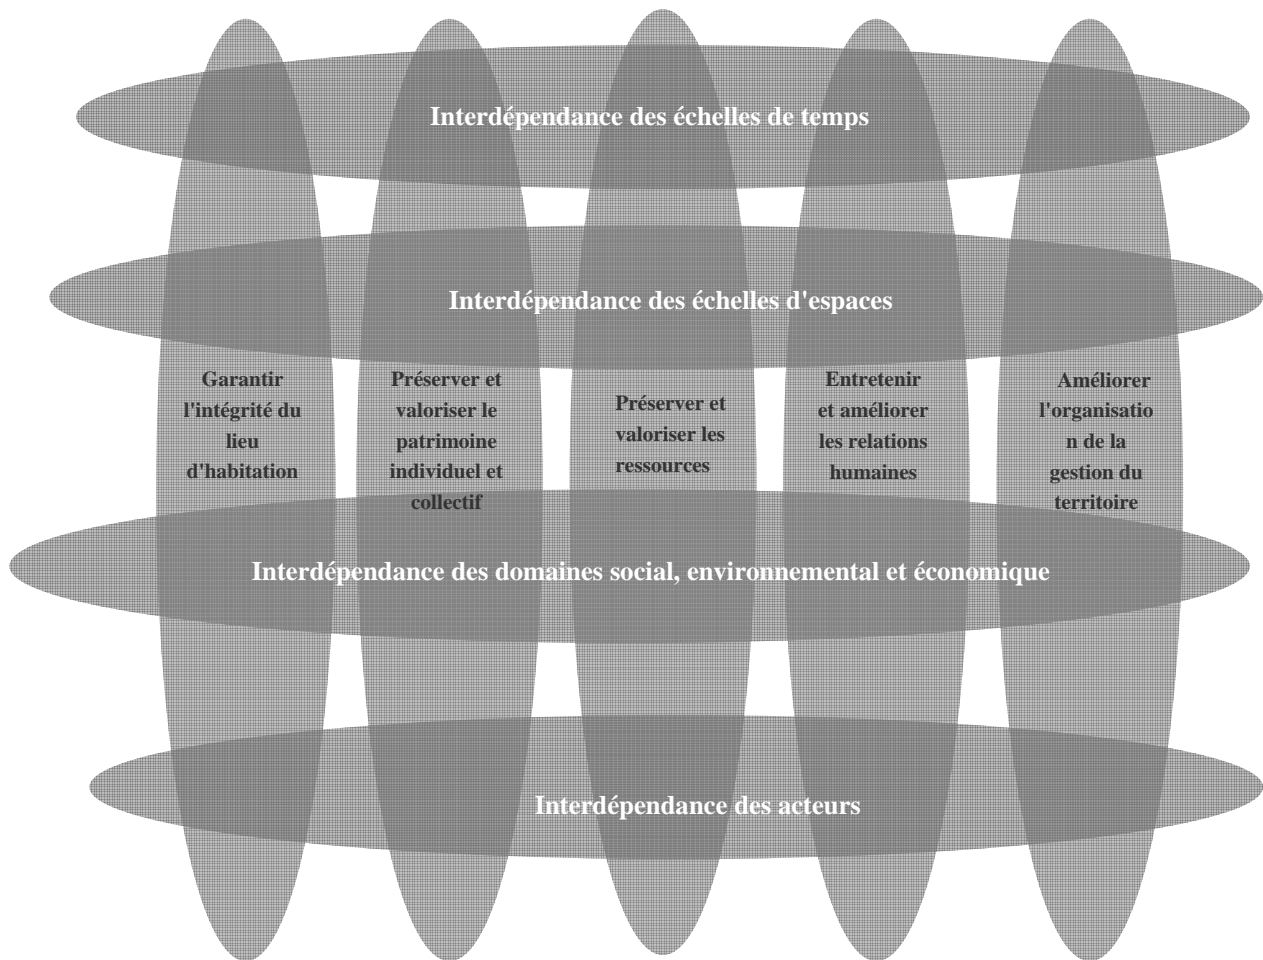 Interdépendance des échelles de temps
Interdépendance des échelles d'espaces
Garantir
l'intégrité du
lieu
d'habitation
Préserver et
valoriser le
patrimoine
individuel et
collectif
Préserver et
valoriser les
ressources
Entretenir
et améliorer
les relations
humaines
Améliorer
l'organisatio
n de la
gestion du
territoire
Interdépendance des domaines social, environnemental et économique
Interdépendance des acteurs